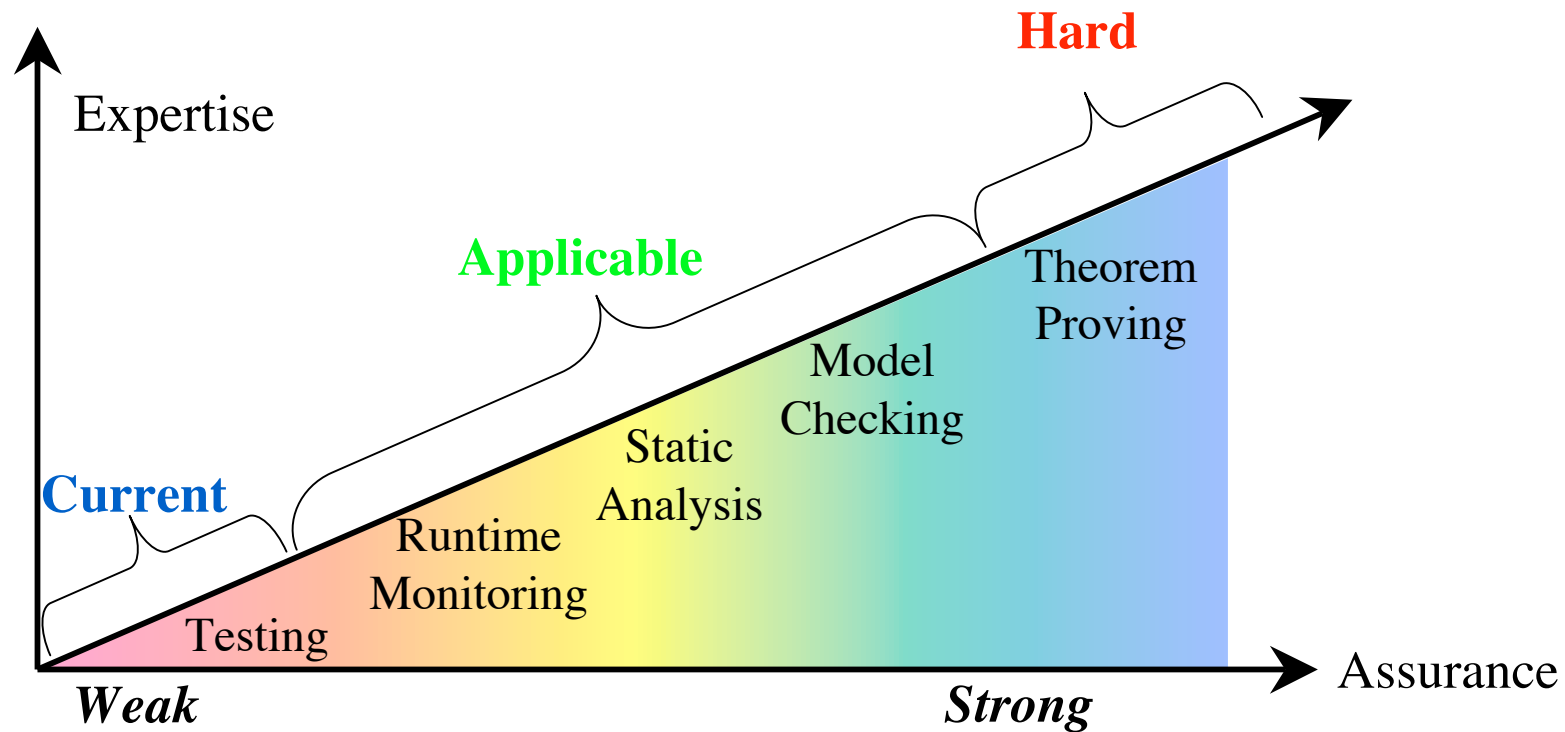 Hard
Expertise
Applicable
Theorem
Proving
Model
Checking
Static
Analysis
Current
Runtime
Monitoring
Testing
Assurance
Weak
Strong